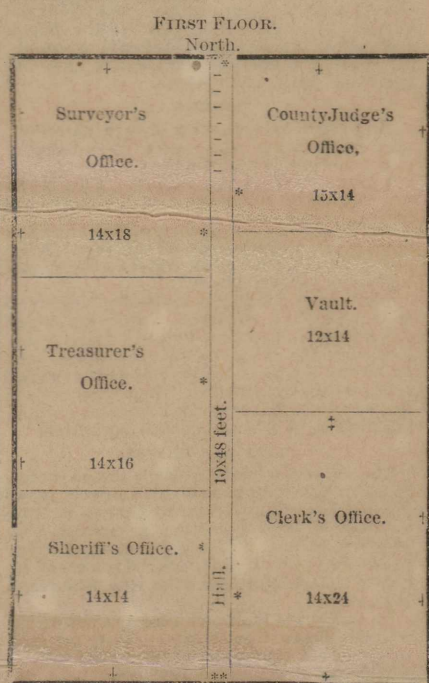 FIRST FLOOR.
North.
Surveyor's
Office.
14x18
Treasurer's
Office.
14x16
Sheriff's Office.
14x14
Hall. 10x48 feet.
County Judge's
Office,
15x14
Vault.
12x14
Clerk's Office.
14x24